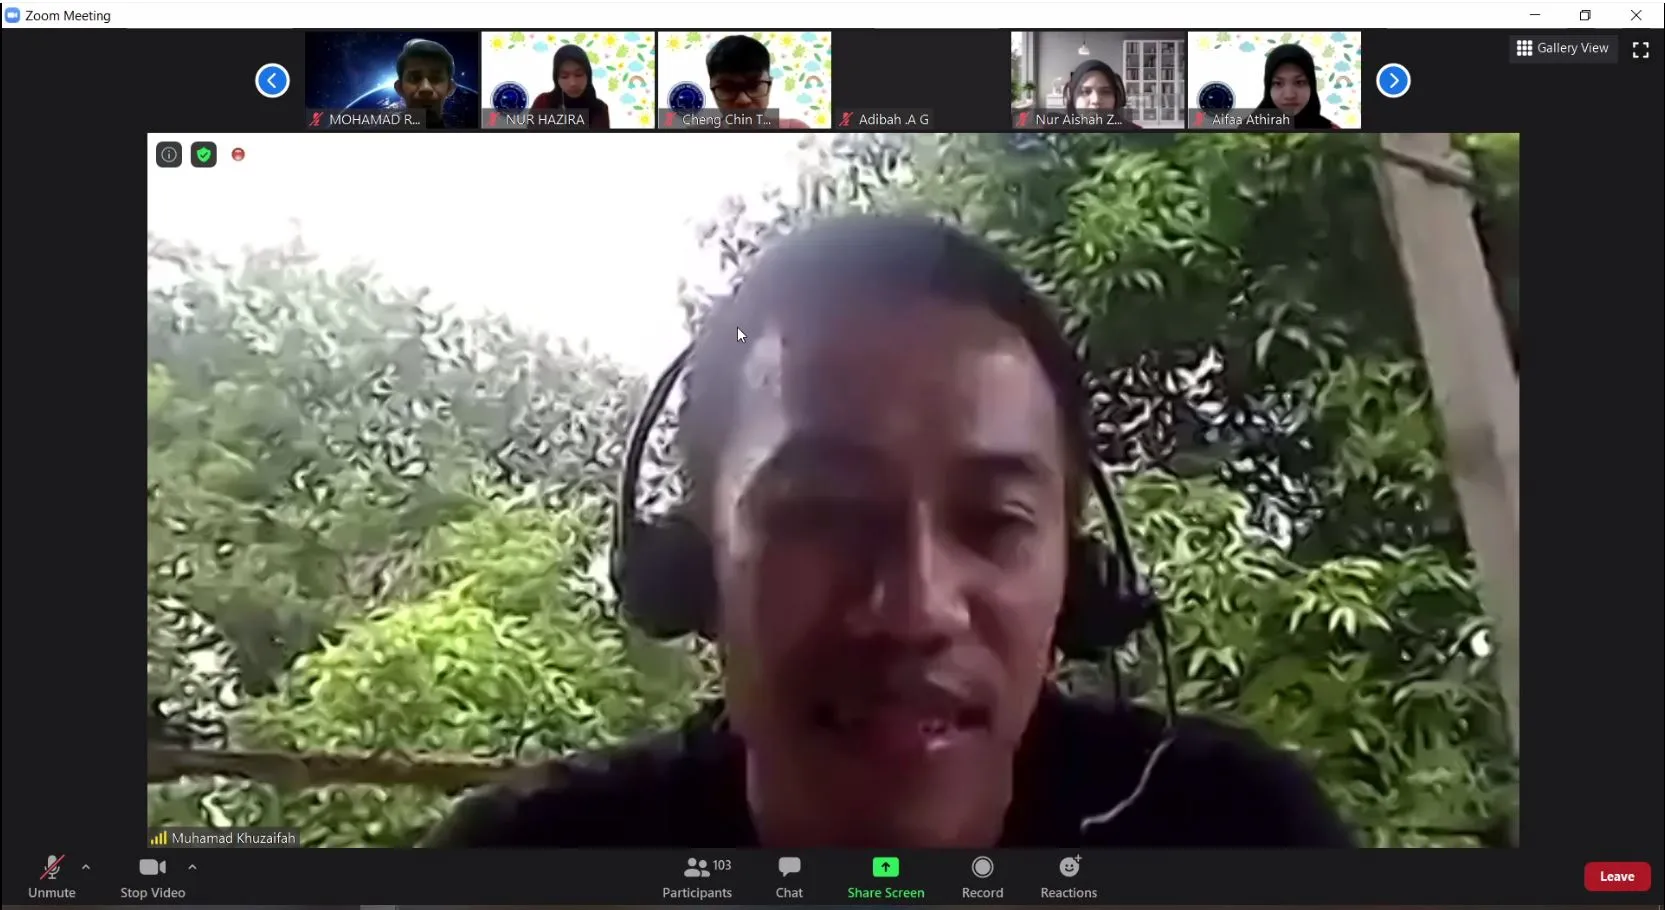 Zoom Meeting
Gallery View
MOHAMAD R...
NUR HAZIRA
Cheng Chin T...
Adibah .A G
Nur Aishah Z...
Aifaa Athirah
Muhamad Khuzaifah
Unmute
Stop Video
103
Participants
Chat
Share Screen
Record
Reactions
Leave